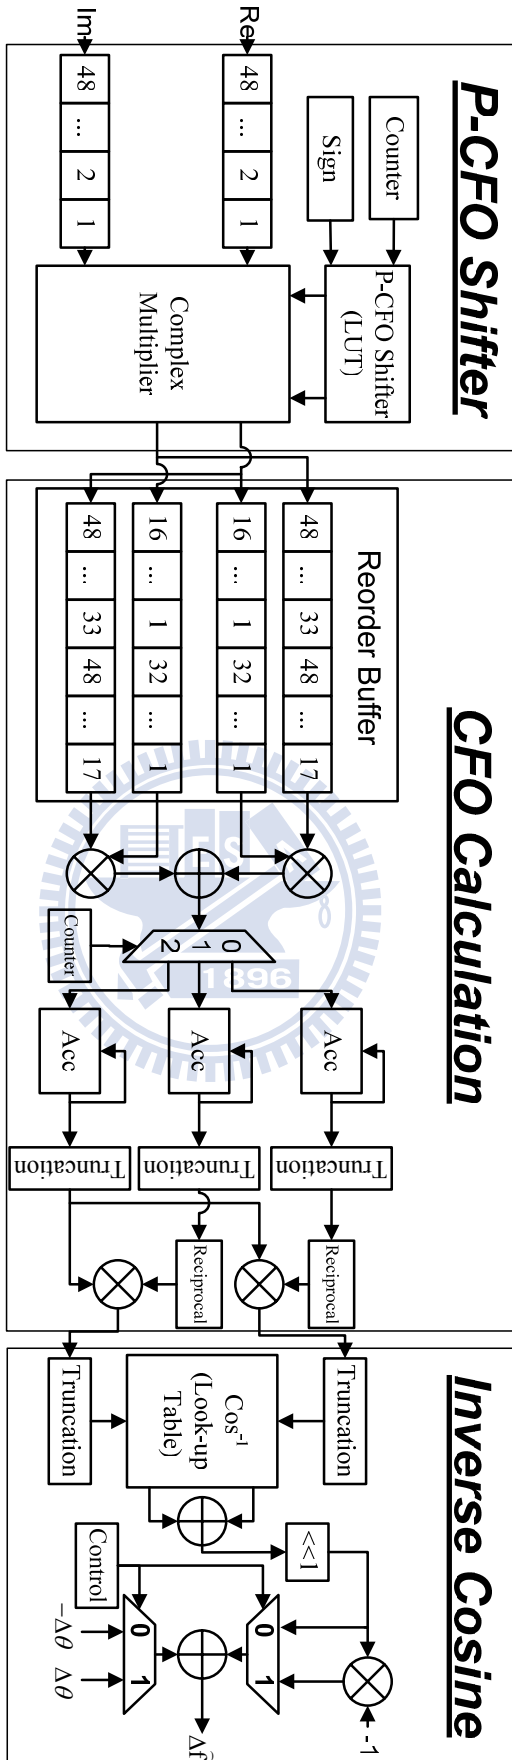 P-CFO Shifter
Counter
Sign
P-CFO Shifter
(LUT)
Re
48 ... 2 1
Im
48 ... 2 1
Complex
Multiplier
CFO Calculation
Reorder Buffer
48 ... 33 48 ... 17
16 ... 1 32 ... 1
16 ... 1 32 ... 1
48 ... 33 48 ... 17
0
1
2
Counter
Acc
Acc
Acc
Truncation
Truncation
Truncation
Reciprocal
Reciprocal
ES
1896
Inverse Cosine
Truncation
Cos⁻¹
(Look-up
Table)
Truncation
<<1
-1
Control
0 1
0 1
−Δθ Δθ
Δf